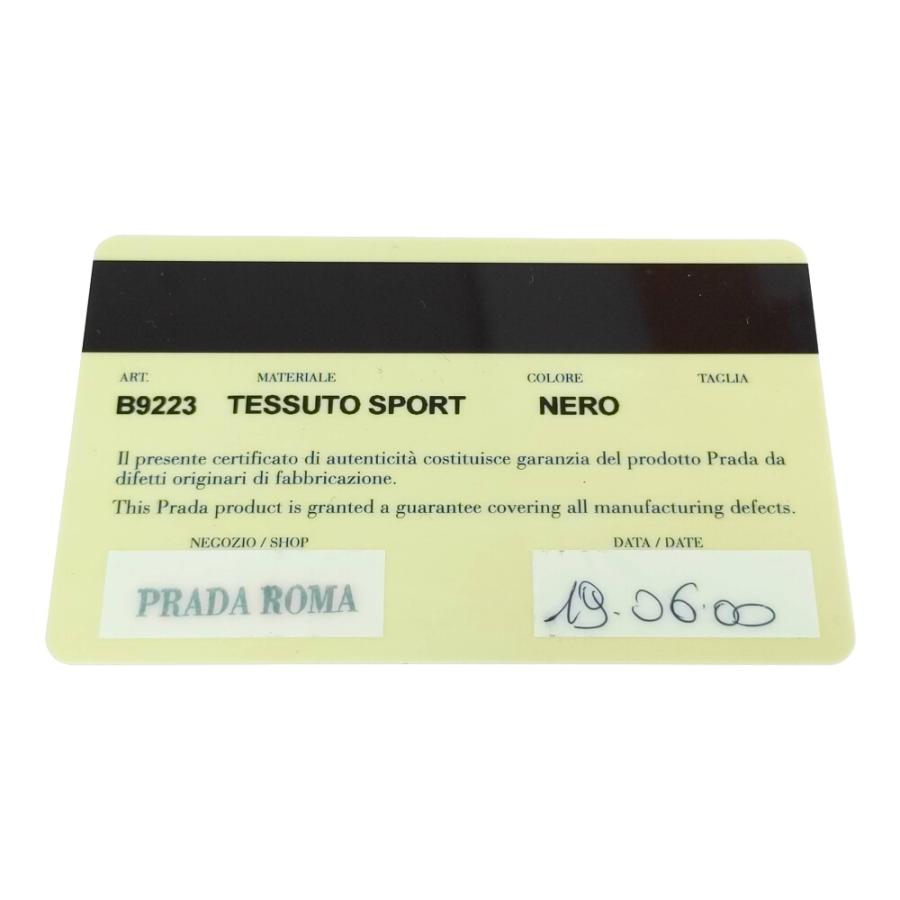 ART. MATERIALE COLORE TAGLIA
B9223 TESSUTO SPORT NERO
Il presente certificato di autenticità costituisce garanzia del prodotto Prada da
difetti originari di fabbricazione.
This Prada product is granted a guarantee covering all manufacturing defects.
NEGOZIO / SHOP DATA / DATE
PRADA ROMA 19.06.00